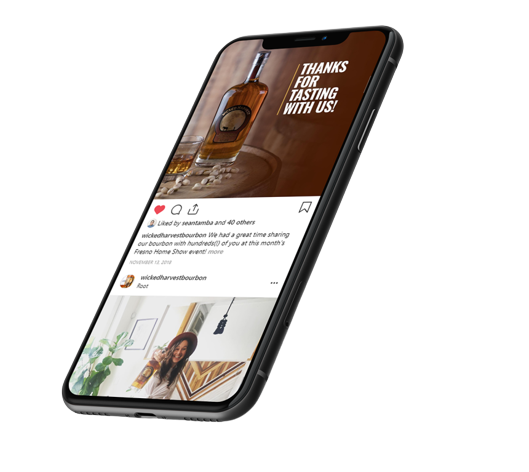 THANKS
FOR
TASTING
WITH US!
Liked by seantamba and 40 others
wickedharvestbourbon We had a great time sharing
our bourbon with hundreds(!) of you at this month's
Fresno Home Show event! more
NOVEMBER 13, 2018
wickedharvestbourbon
Root